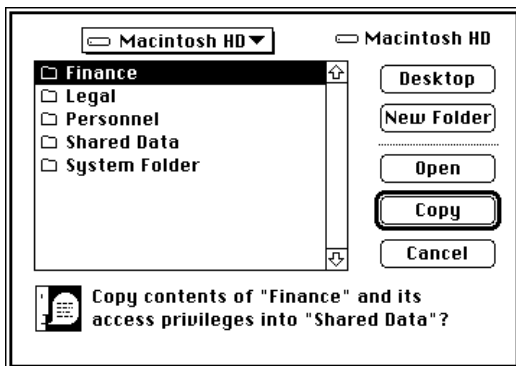 Macintosh HD
Macintosh HD
Finance
Legal
Personnel
Shared Data
System Folder
Desktop
New Folder
Open
Copy
Cancel
Copy contents of "Finance" and its
access privileges into "Shared Data"?